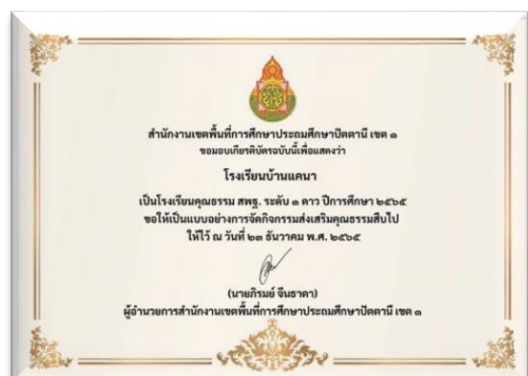 สำนักงานเขตพื้นที่การศึกษาประถมศึกษาปัตตานี เขต ๑
ขอมอบเกียรติบัตรฉบับนี้เพื่อแสดงว่า
โรงเรียนบ้านแคนา
เป็นโรงเรียนคุณธรรม สพฐ. ระดับ ๑ ดาว ปีการศึกษา ๒๕๖๕
ขอให้เป็นแบบอย่างการจัดกิจกรรมส่งเสริมคุณธรรมสืบไป
ให้ไว้ ณ วันที่ ๒๓ ธันวาคม พ.ศ. ๒๕๖๕
(นายภิรมย์ จีนธาดา)
ผู้อำนวยการสำนักงานเขตพื้นที่การศึกษาประถมศึกษาปัตตานี เขต ๑